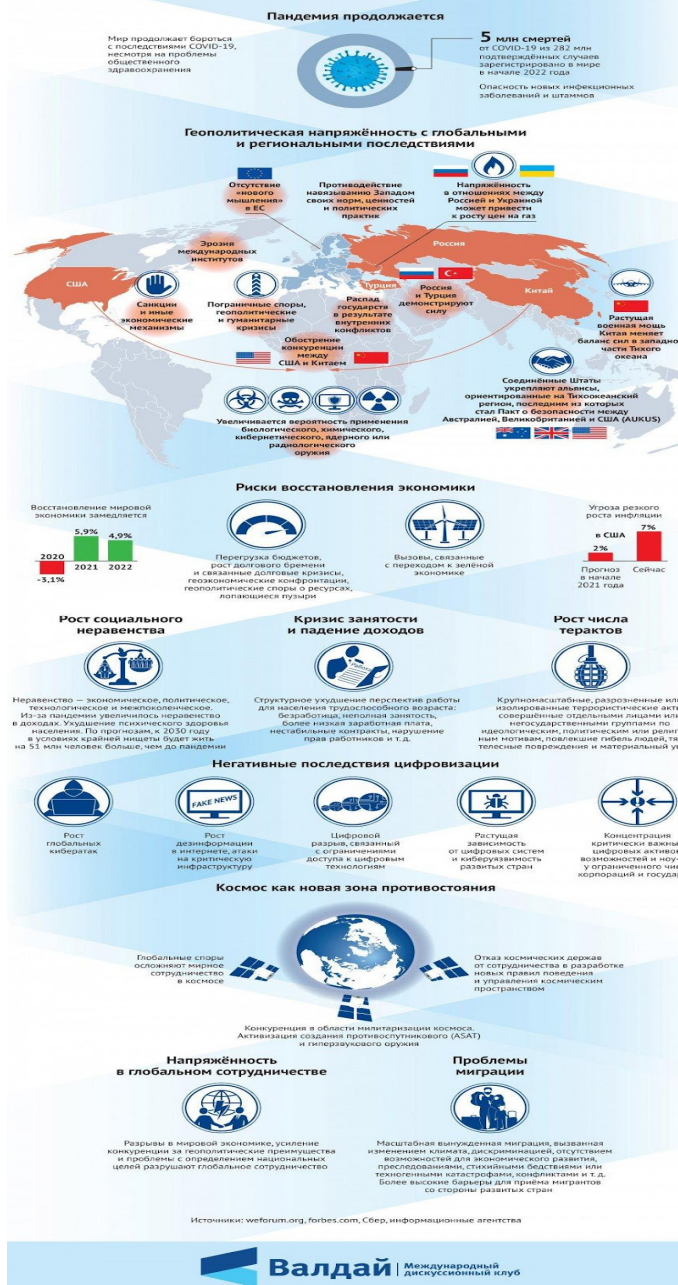 Пандемия продолжается
Мир продолжает бороться
с последствиями COVID-19,
несмотря на проблемы
общественного
здравоохранения
5 млн смертей
от COVID-19 из 282 млн
подтверждённых случаев
зарегистрировано в мире
в начале 2022 года
Опасность новых инфекционных
заболеваний и штаммов
Геополитическая напряжённость с глобальными
и региональными последствиями
Отсутствие
«нового
мышления»
в ЕС
Противодействие
навязыванию Западом
своих норм, ценностей
и политических
практик
Напряжённость
в отношениях между
Россией и Украиной
может привести
к росту цен на газ
Эрозия
международных
институтов
Россия
США
Турция
Китай
Санкции
и иные
экономические
механизмы
Пограничные споры,
геополитические
и гуманитарные
кризисы
Распад
государств
в результате
внутренних
конфликтов
Россия
и Турция
демонстрируют
силу
Растущая
военная мощь
Китая меняет
баланс сил в западно
части Тихого
океана
Обострение
конкуренции
между
США и Китаем
Соединённые Штаты
укрепляют альянсы,
ориентированные на Тихоокеанский
регион, последним из которых
стал Пакт о безопасности между
Австралией, Великобританией и США (AUKUS)
Увеличивается вероятность применения
биологического, химического,
кибернетического, ядерного или
радиологического
оружия
Риски восстановления экономики
Восстановление мировой
экономики замедляется
2020
-3,1%
5,9%
2021
4,9%
2022
Перегрузка бюджетов,
рост долгового бремени
и связанные долговые кризисы,
геоэкономические конфронтации,
геополитические споры о ресурсах,
лопающиеся пузыри
Вызовы, связанные
с переходом к зелёной
экономике
Угроза резкого
роста инфляции
в США
2%
7%
Прогноз
в начале
2021 года
Сейчас
Рост социального
неравенства
Неравенство — экономическое, политическое,
технологическое и межпоколенческое.
Из-за пандемии увеличилось неравенство
в доходах. Ухудшение психического здоровья
населения. По прогнозам, к 2030 году
в условиях крайней нищеты будет жить
на 51 млн человек больше, чем до пандемии
Кризис занятости
и падение доходов
Структурное ухудшение перспектив работы
для населения трудоспособного возраста:
безработица, неполная занятость,
более низкая заработная плата,
нестабильные контракты, нарушение
прав работников и т. д.
Рост числа
терактов
Крупномасштабные, разрозненные или
изолированные террористические акт
совершённые отдельными лицами или
негосударственными группами по
идеологическим, политическим или религ
ным мотивам, повлекшие гибель людей, тя
телесные повреждения и материальный у
Негативные последствия цифровизации
FAKE NEWS
Рост
глобальных
кибератак
Рост
дезинформации
в интернете, атаки
на критическую
инфраструктуру
Цифровой
разрыв, связанный
с ограничениями
доступа к цифровым
технологиям
Растущая
зависимость
от цифровых систем
и киберуязвимость
развитых стран
Концентрация
критически важны
цифровых активов
возможностей и ноу-
у ограниченного чис
корпораций и государ
Космос как новая зона противостояния
Глобальные споры
осложняют мирное
сотрудничество
в космосе
Отказ космических держав
от сотрудничества в разработке
новых правил поведения
и управления космическим
пространством
Конкуренция в области милитаризации космоса.
Активизация создания противоспутникового (ASAT)
и гиперзвукового оружия
Напряжённость
в глобальном сотрудничестве
Разрывы в мировой экономике, усиление
конкуренции за геополитические преимущества
и проблемы с определением национальных
целей разрушают глобальное сотрудничество
Проблемы
миграции
Масштабная вынужденная миграция, вызванная
изменением климата, дискриминацией, отсутствием
возможностей для экономического развития,
преследованиями, стихийными бедствиями или
техногенными катастрофами, конфликтами и т. д.
Более высокие барьеры для приёма мигрантов
со стороны развитых стран
Источники: weforum.org, forbes.com, Сбер, информационные агентства
Валдай | Международный
дискуссионный клуб